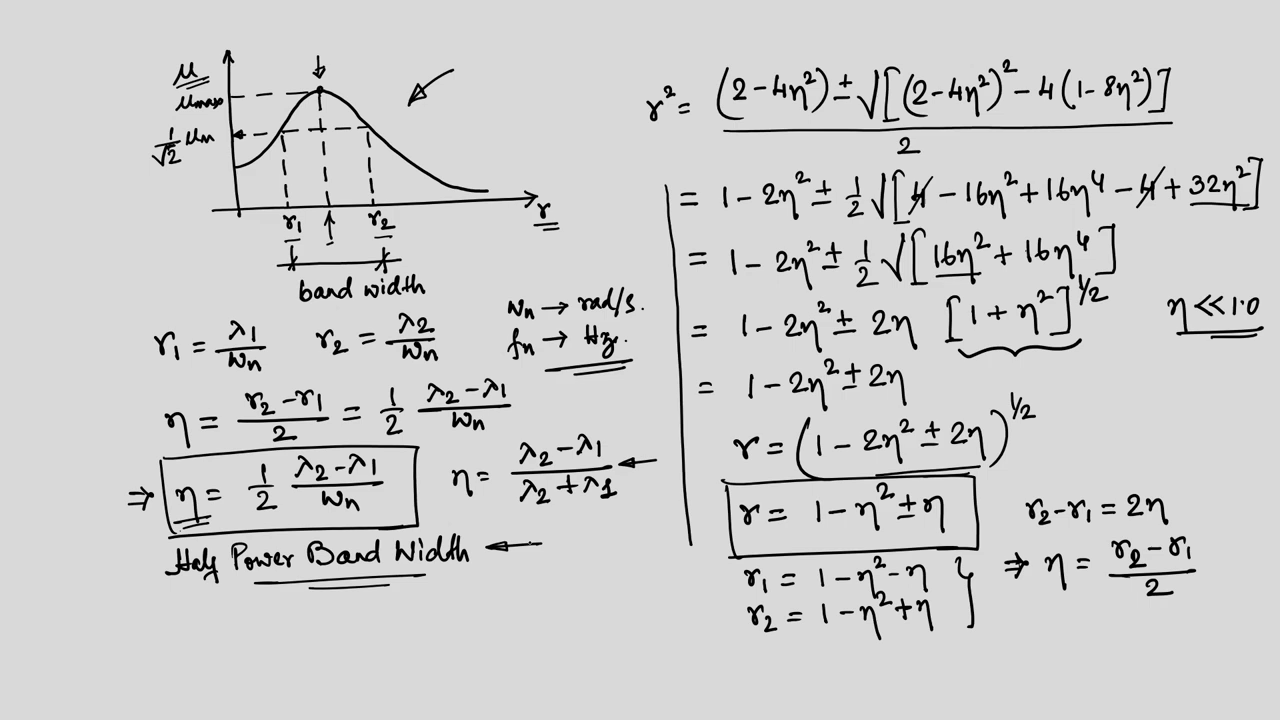 μ
μmax
1/√2 μn
r1 r2 r
band width
ωn → rad/s.
fn → Hz.
r1 = λ1/ωn r2 = λ2/ωn
η = (r2 - r1)/2 = 1/2 (λ2 - λ1)/ωn
⇒ η = 1/2 (λ2 - λ1)/ωn η = (λ2 - λ1)/(λ2 + λ1) ←
Half Power Band Width ←
r² = ((2 - 4η²) ± √[(2 - 4η²)² - 4(1 - 8η²)])/2
= 1 - 2η² ± 1/2 √[4 - 16η² + 16η⁴ - 4 + 32η²]
= 1 - 2η² ± 1/2 √[16η² + 16η⁴]
= 1 - 2η² ± 2η [1 + η²]^1/2 η << 1.0
= 1 - 2η² ± 2η
r = (1 - 2η² ± 2η)^1/2
r = 1 - η² ± η
r1 = 1 - η² - η
r2 = 1 - η² + η
r2 - r1 = 2η
⇒ η = (r2 - r1)/2